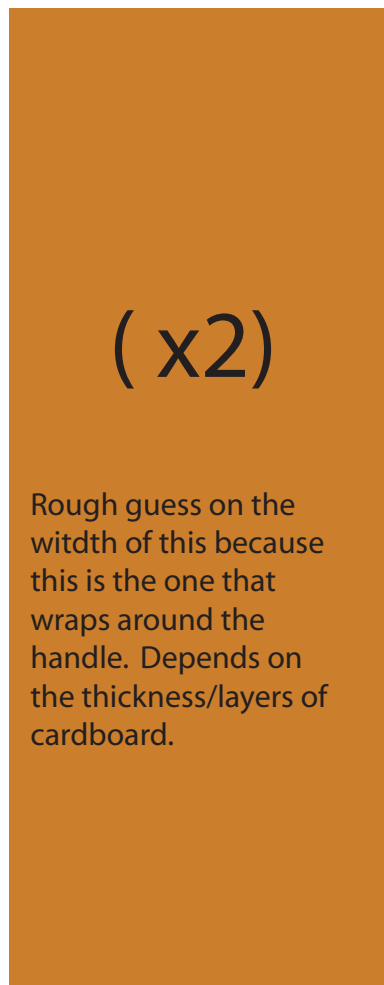 ( x2)
Rough guess on the
witdth of this because
this is the one that
wraps around the
handle.  Depends on
the thickness/layers of
cardboard.